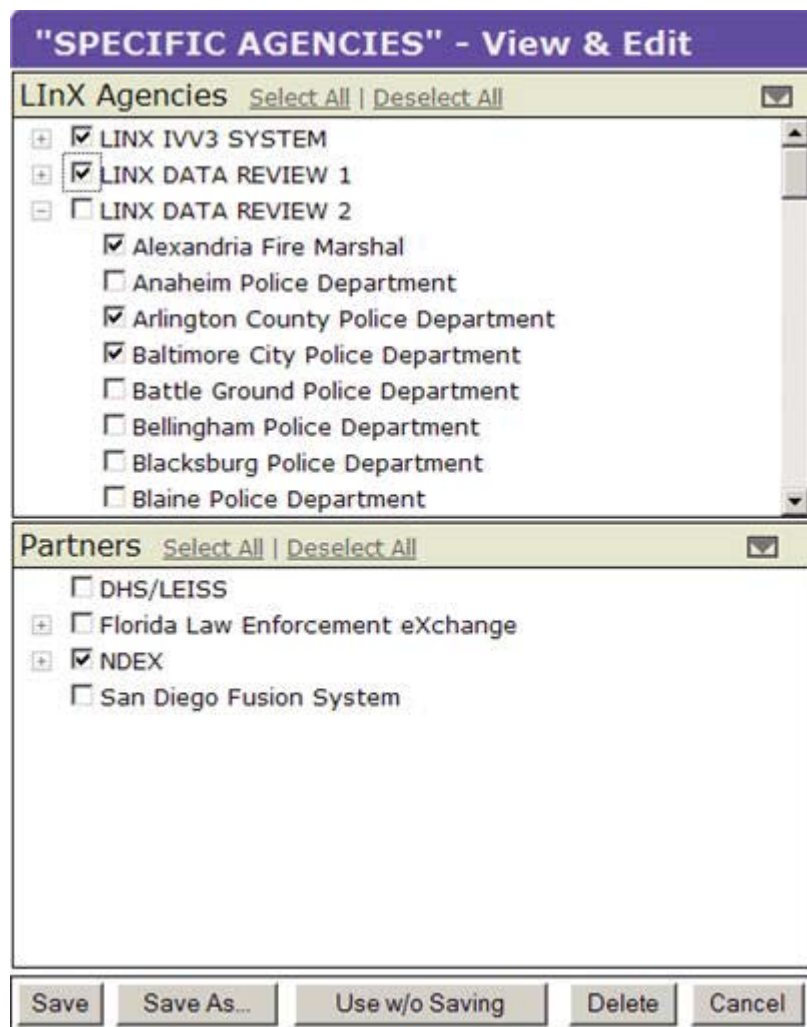 "SPECIFIC AGENCIES" - View & Edit
LInX Agencies Select All | Deselect All
LINX IVV3 SYSTEM
LINX DATA REVIEW 1
LINX DATA REVIEW 2
Alexandria Fire Marshal
Anaheim Police Department
Arlington County Police Department
Baltimore City Police Department
Battle Ground Police Department
Bellingham Police Department
Blacksburg Police Department
Blaine Police Department
Partners Select All | Deselect All
DHS/LEISS
Florida Law Enforcement eXchange
NDEX
San Diego Fusion System
Save Save As... Use w/o Saving Delete Cancel